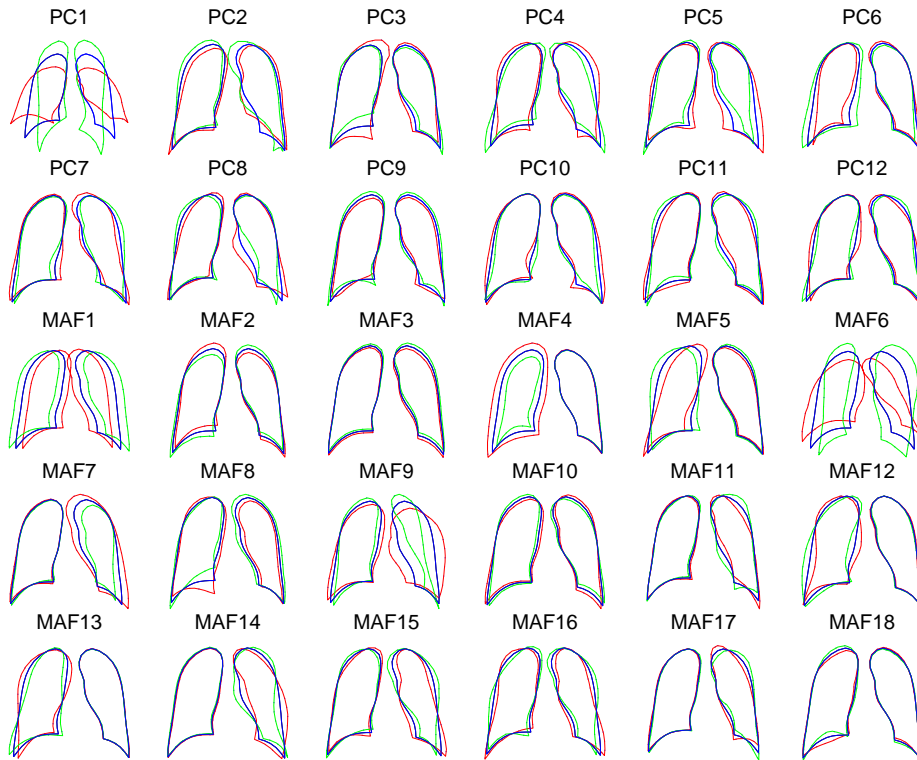 PC1 PC2 PC3 PC4 PC5 PC6
PC7 PC8 PC9 PC10 PC11 PC12
MAF1 MAF2 MAF3 MAF4 MAF5 MAF6
MAF7 MAF8 MAF9 MAF10 MAF11 MAF12
MAF13 MAF14 MAF15 MAF16 MAF17 MAF18